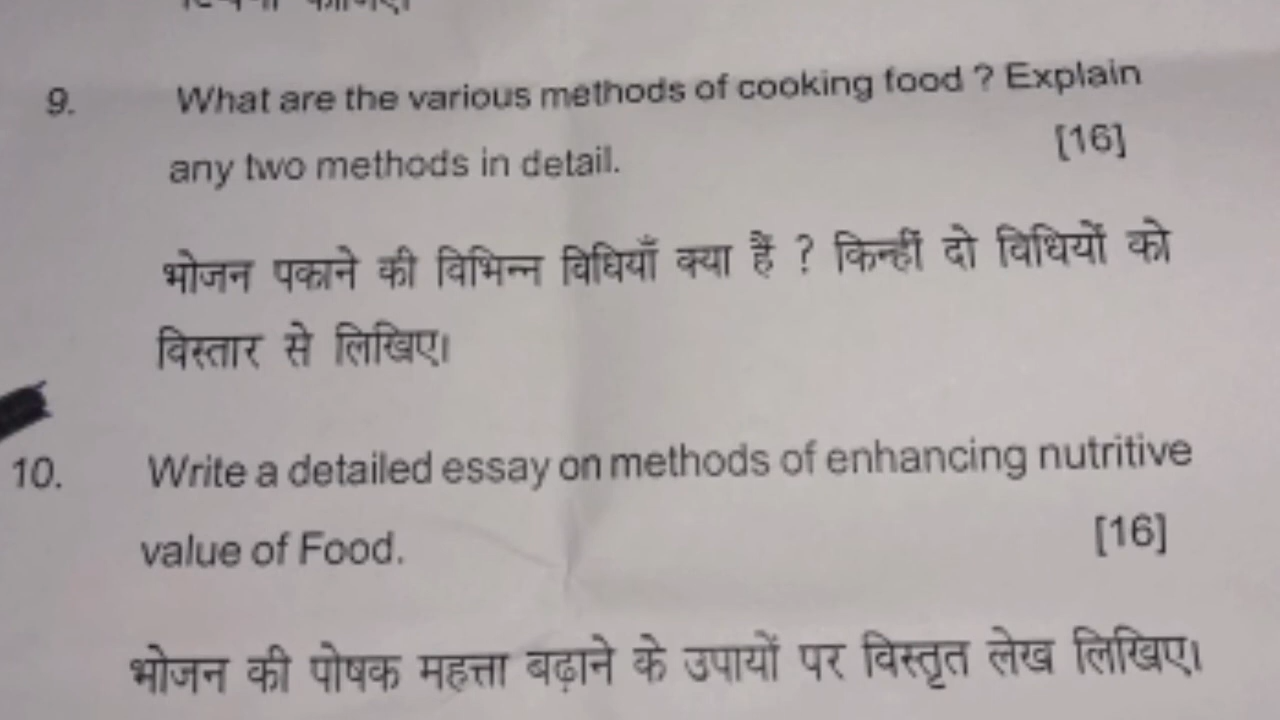 9. What are the various methods of cooking food ? Explain
any two methods in detail. [16]
भोजन पकाने की विभिन्न विधियाँ क्या हैं ? किन्हीं दो विधियों को
विस्तार से लिखिए।
10. Write a detailed essay on methods of enhancing nutritive
value of Food. [16]
भोजन की पोषक महत्ता बढ़ाने के उपायों पर विस्तृत लेख लिखिए।